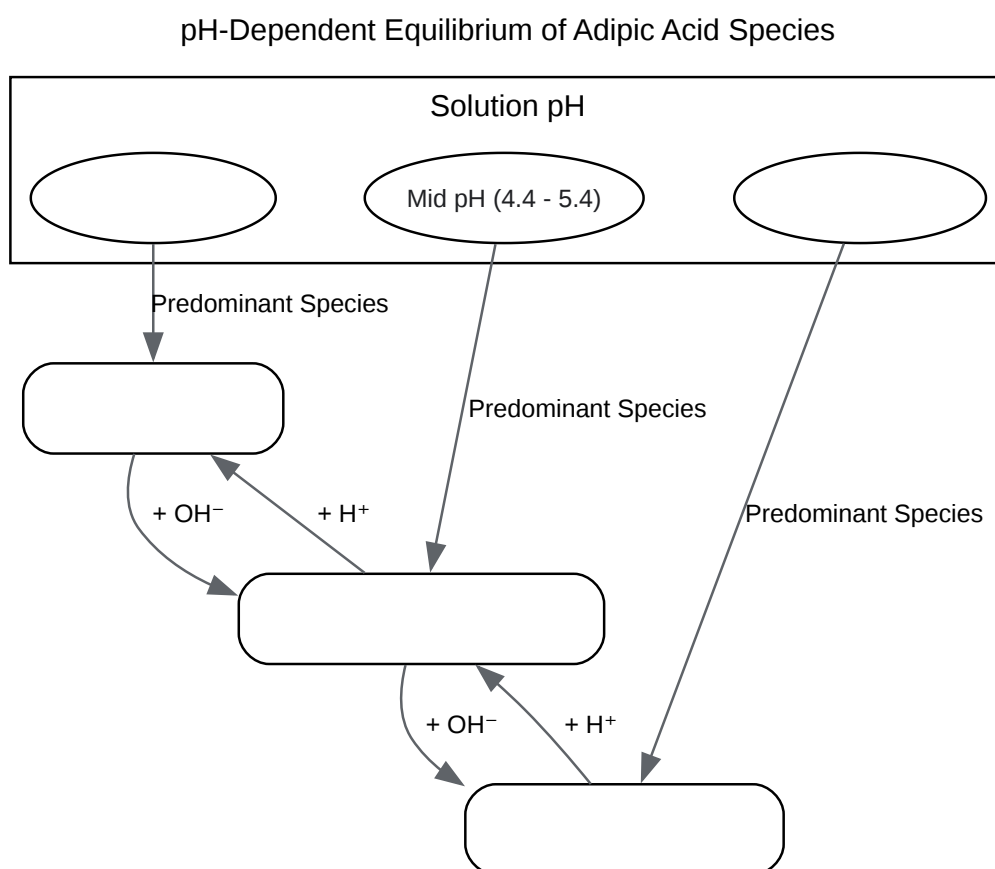 pH-Dependent Equilibrium of Adipic Acid Species
Solution pH
Mid pH (4.4 - 5.4)
Predominant Species
Predominant Species
Predominant Species
+ OH⁻
+ H⁺
+ OH⁻
+ H⁺